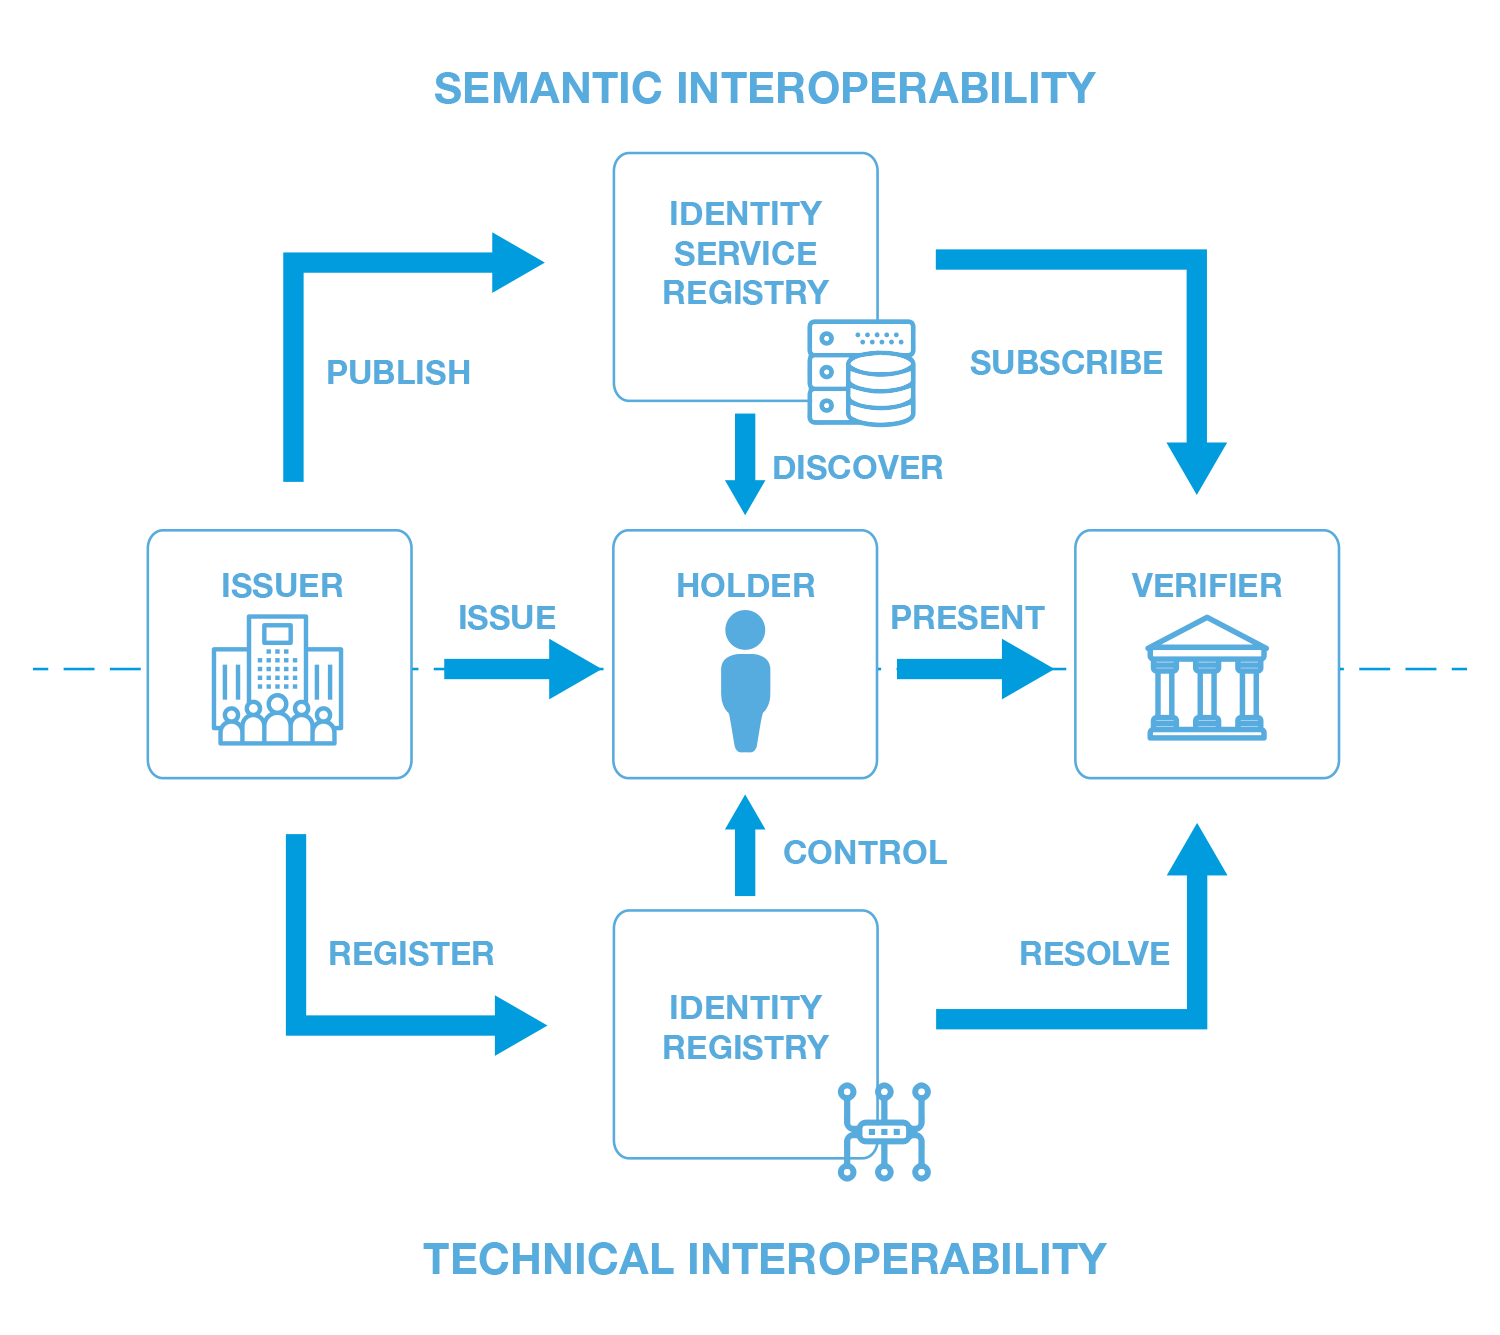 SEMANTIC INTEROPERABILITY
IDENTITY
SERVICE
REGISTRY
PUBLISH
SUBSCRIBE
DISCOVER
ISSUER
ISSUE
HOLDER
PRESENT
VERIFIER
CONTROL
REGISTER
RESOLVE
IDENTITY
REGISTRY
TECHNICAL INTEROPERABILITY